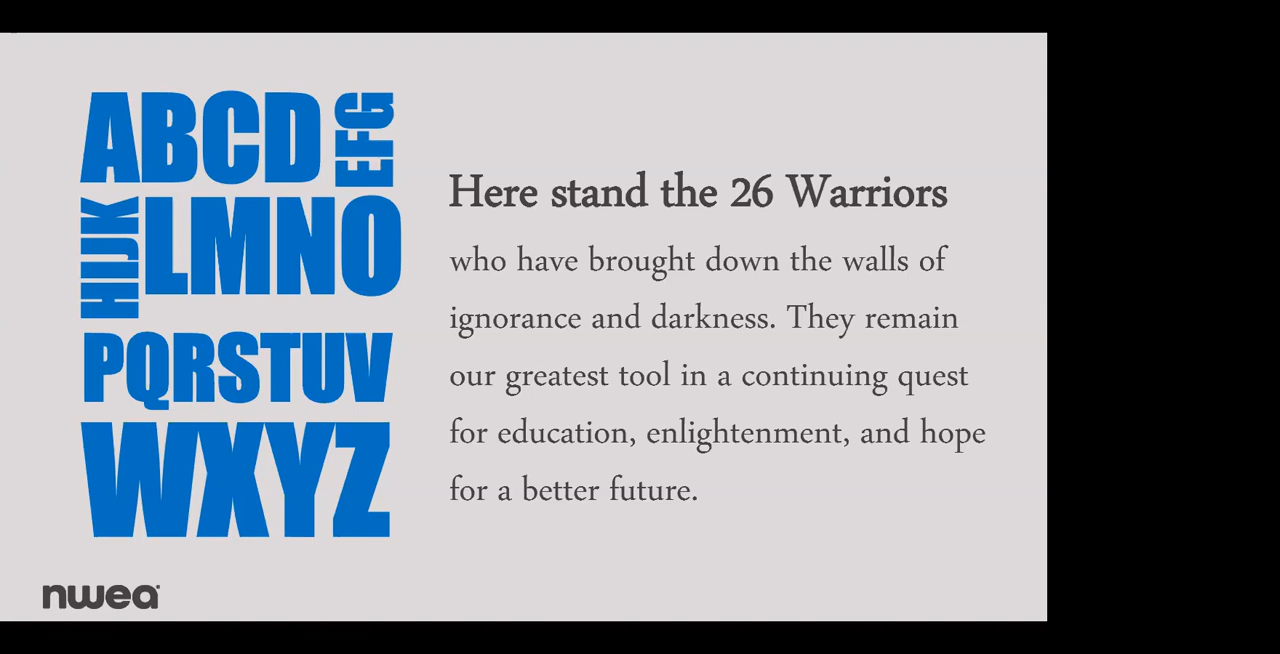 ABCD EFG
HIJK LMNO
PQRSTUV
WXYZ
Here stand the 26 Warriors
who have brought down the walls of
ignorance and darkness. They remain
our greatest tool in a continuing quest
for education, enlightenment, and hope
for a better future.
nwea